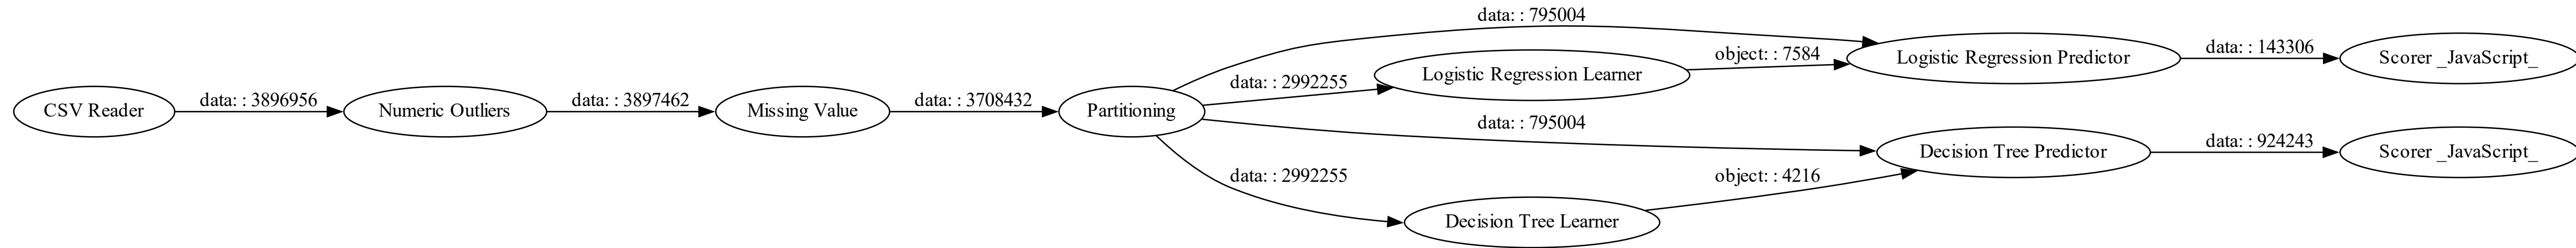 data: : 795004
object: : 7584
data: : 143306
Logistic Regression Predictor
Scorer _JavaScript_
Logistic Regression Learner
data: : 2992255
CSV Reader
data: : 3896956
Numeric Outliers
data: : 3897462
Missing Value
data: : 3708432
Partitioning
data: : 795004
Decision Tree Predictor
data: : 924243
Scorer _JavaScript_
data: : 2992255
object: : 4216
Decision Tree Learner